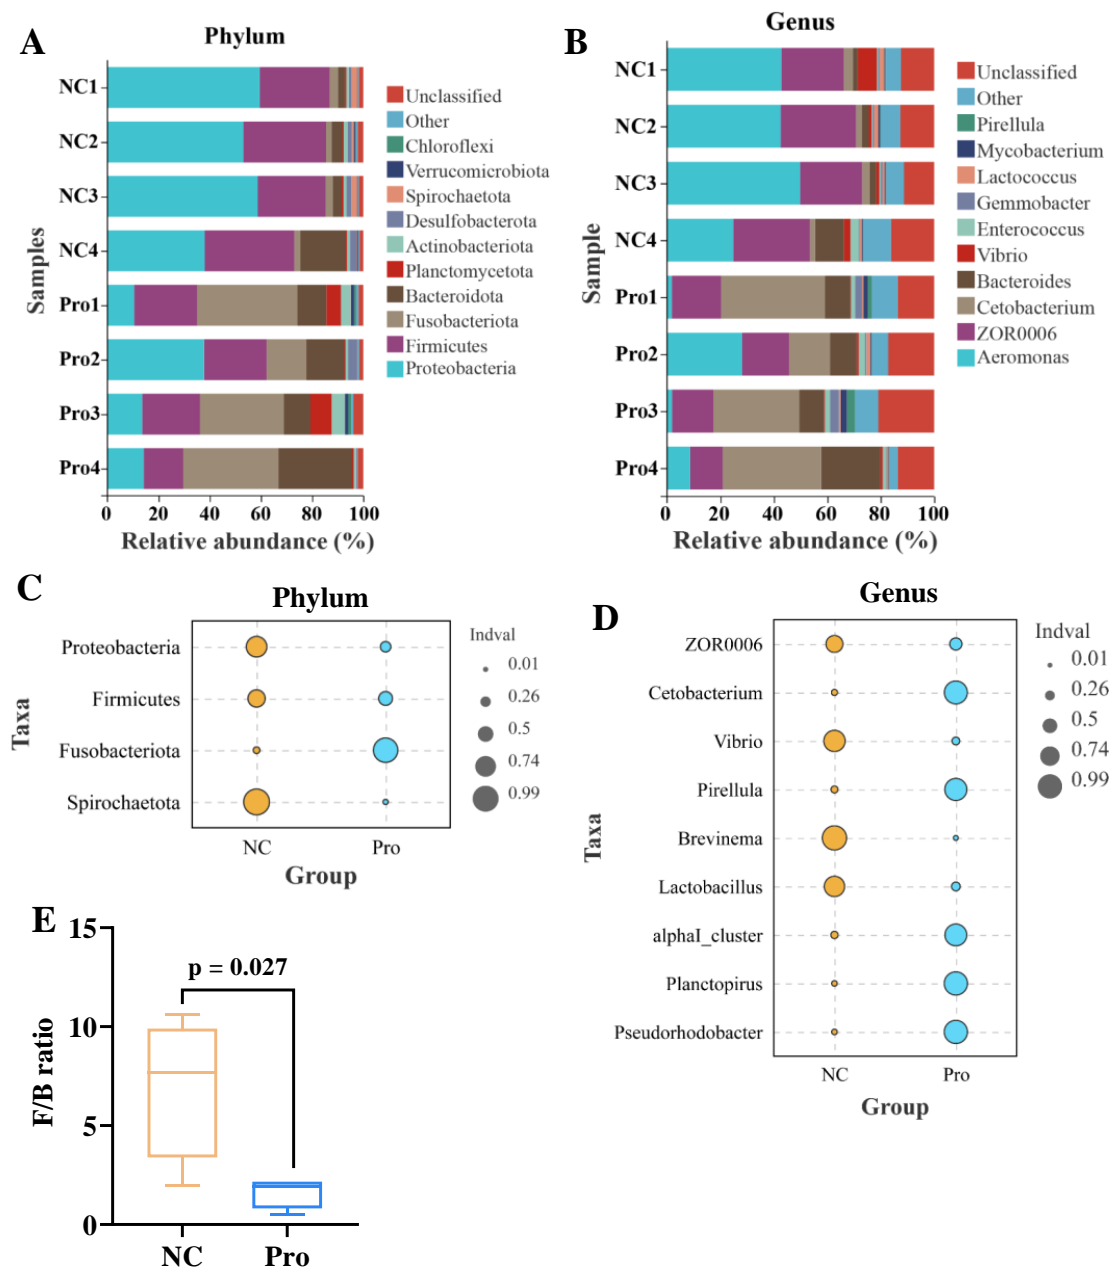 A
Phylum
NC1
NC2
NC3
NC4
Pro1
Pro2
Pro3
Pro4
Samples
0 20 40 60 80 100
Relative abundance (%)
Unclassified
Other
Chloroflexi
Verrucomicrobiota
Spirochaetota
Desulfobacterota
Actinobacteriota
Planctomycetota
Bacteroidota
Fusobacteriota
Firmicutes
Proteobacteria
B
Genus
NC1
NC2
NC3
NC4
Pro1
Pro2
Pro3
Pro4
Sample
0 20 40 60 80 100
Relative abundance (%)
Unclassified
Other
Pirellula
Mycobacterium
Lactococcus
Gemmobacter
Enterococcus
Vibrio
Bacteroides
Cetobacterium
ZOR0006
Aeromonas
C
Phylum
Proteobacteria
Firmicutes
Fusobacteriota
Spirochaetota
Taxa
NC Pro
Group
Indval
0.01
0.26
0.5
0.74
0.99
D
Genus
ZOR0006
Cetobacterium
Vibrio
Pirellula
Brevinema
Lactobacillus
alphaI_cluster
Planctopirus
Pseudorhodobacter
Taxa
NC Pro
Group
Indval
0.01
0.26
0.5
0.74
0.99
E
15
10
5
0
F/B ratio
p = 0.027
NC Pro